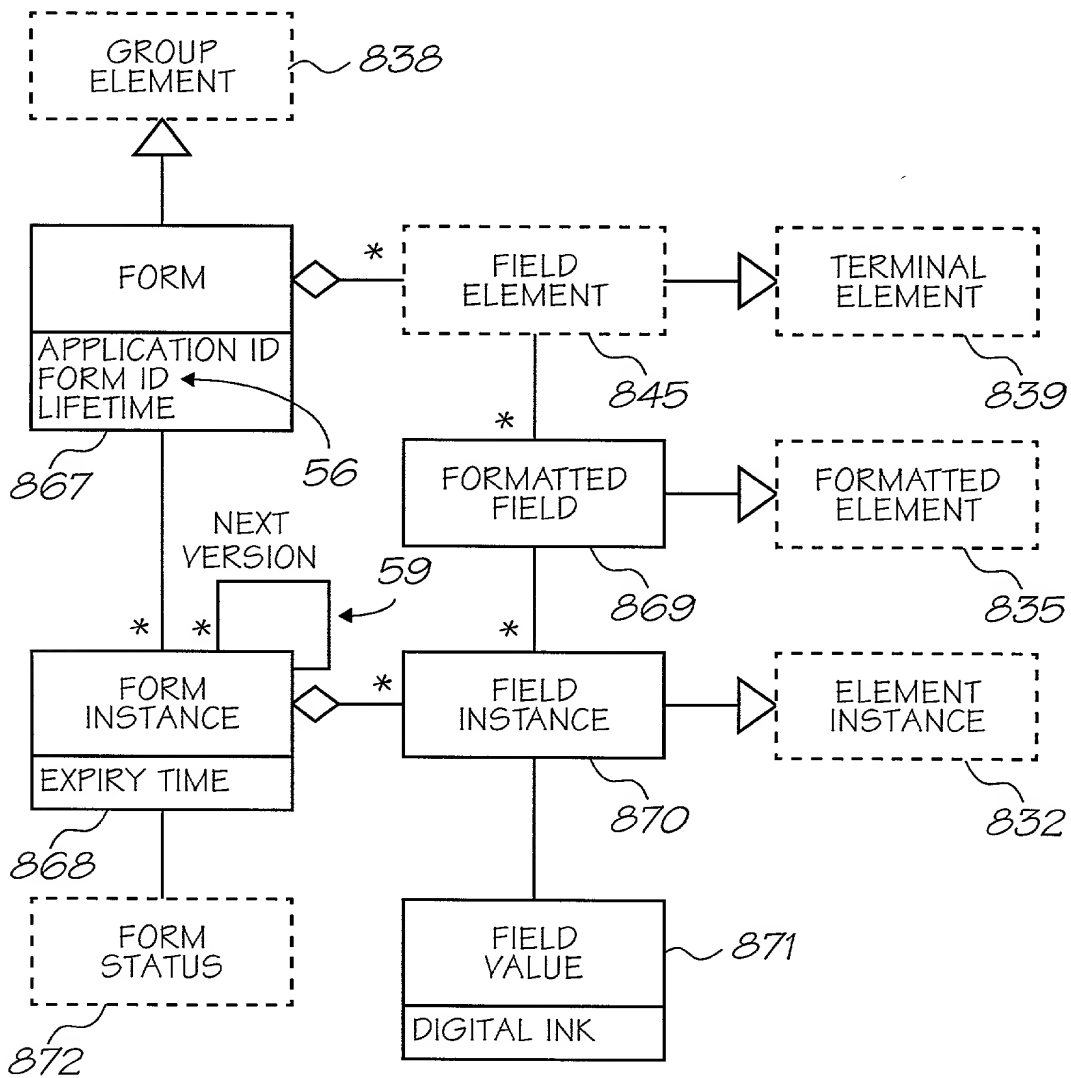 GROUP
ELEMENT
838
FORM
*
FIELD
ELEMENT
TERMINAL
ELEMENT
APPLICATION ID
FORM ID
LIFETIME
845
839
867
56
*
FORMATTED
FIELD
FORMATTED
ELEMENT
NEXT
VERSION
59
869
835
*
*
*
FORM
INSTANCE
*
FIELD
INSTANCE
ELEMENT
INSTANCE
EXPIRY TIME
870
832
868
FORM
STATUS
FIELD
VALUE
871
DIGITAL INK
872